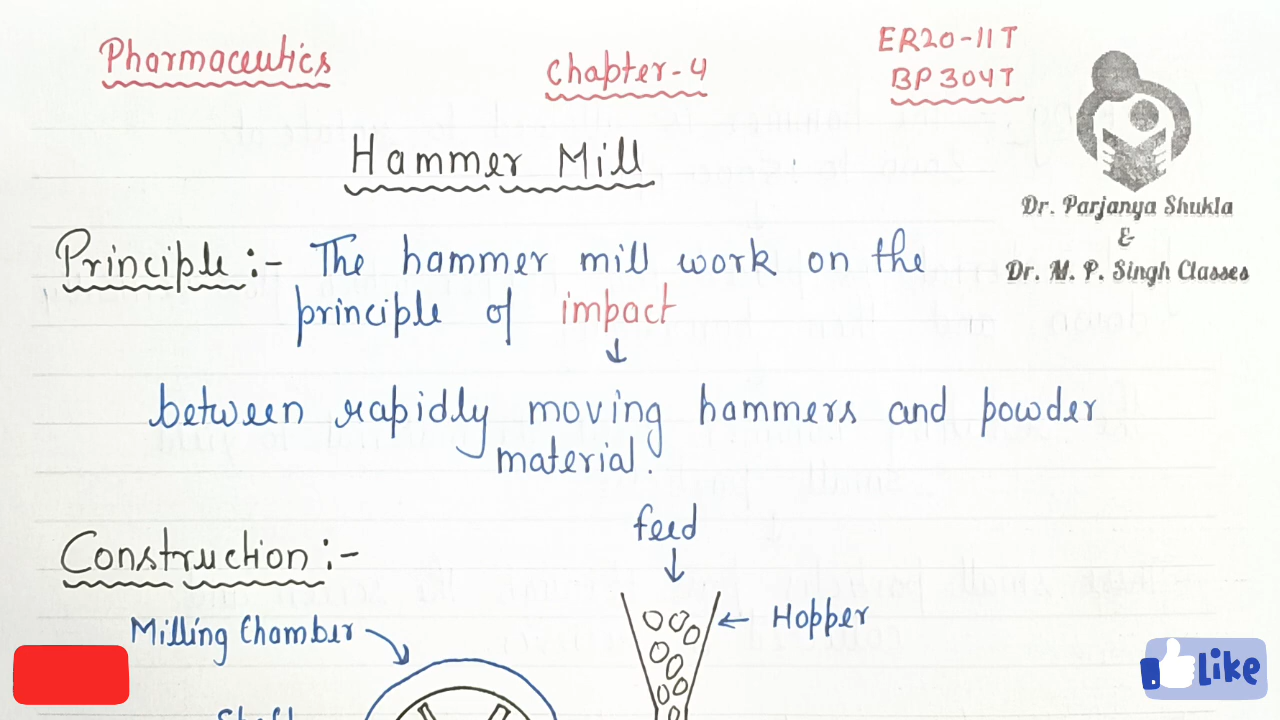 Pharmaceutics
Chapter-4
ER20-11T
BP304T
Hammer Mill
Dr. Parjanya Shukla
&
Dr. M. P. Singh Classes
Principle:- The hammer mill work on the
principle of impact
↓
between rapidly moving hammers and powder
material.
feed
↓
Construction:-
← Hopper
Milling Chamber
Shaft
Like